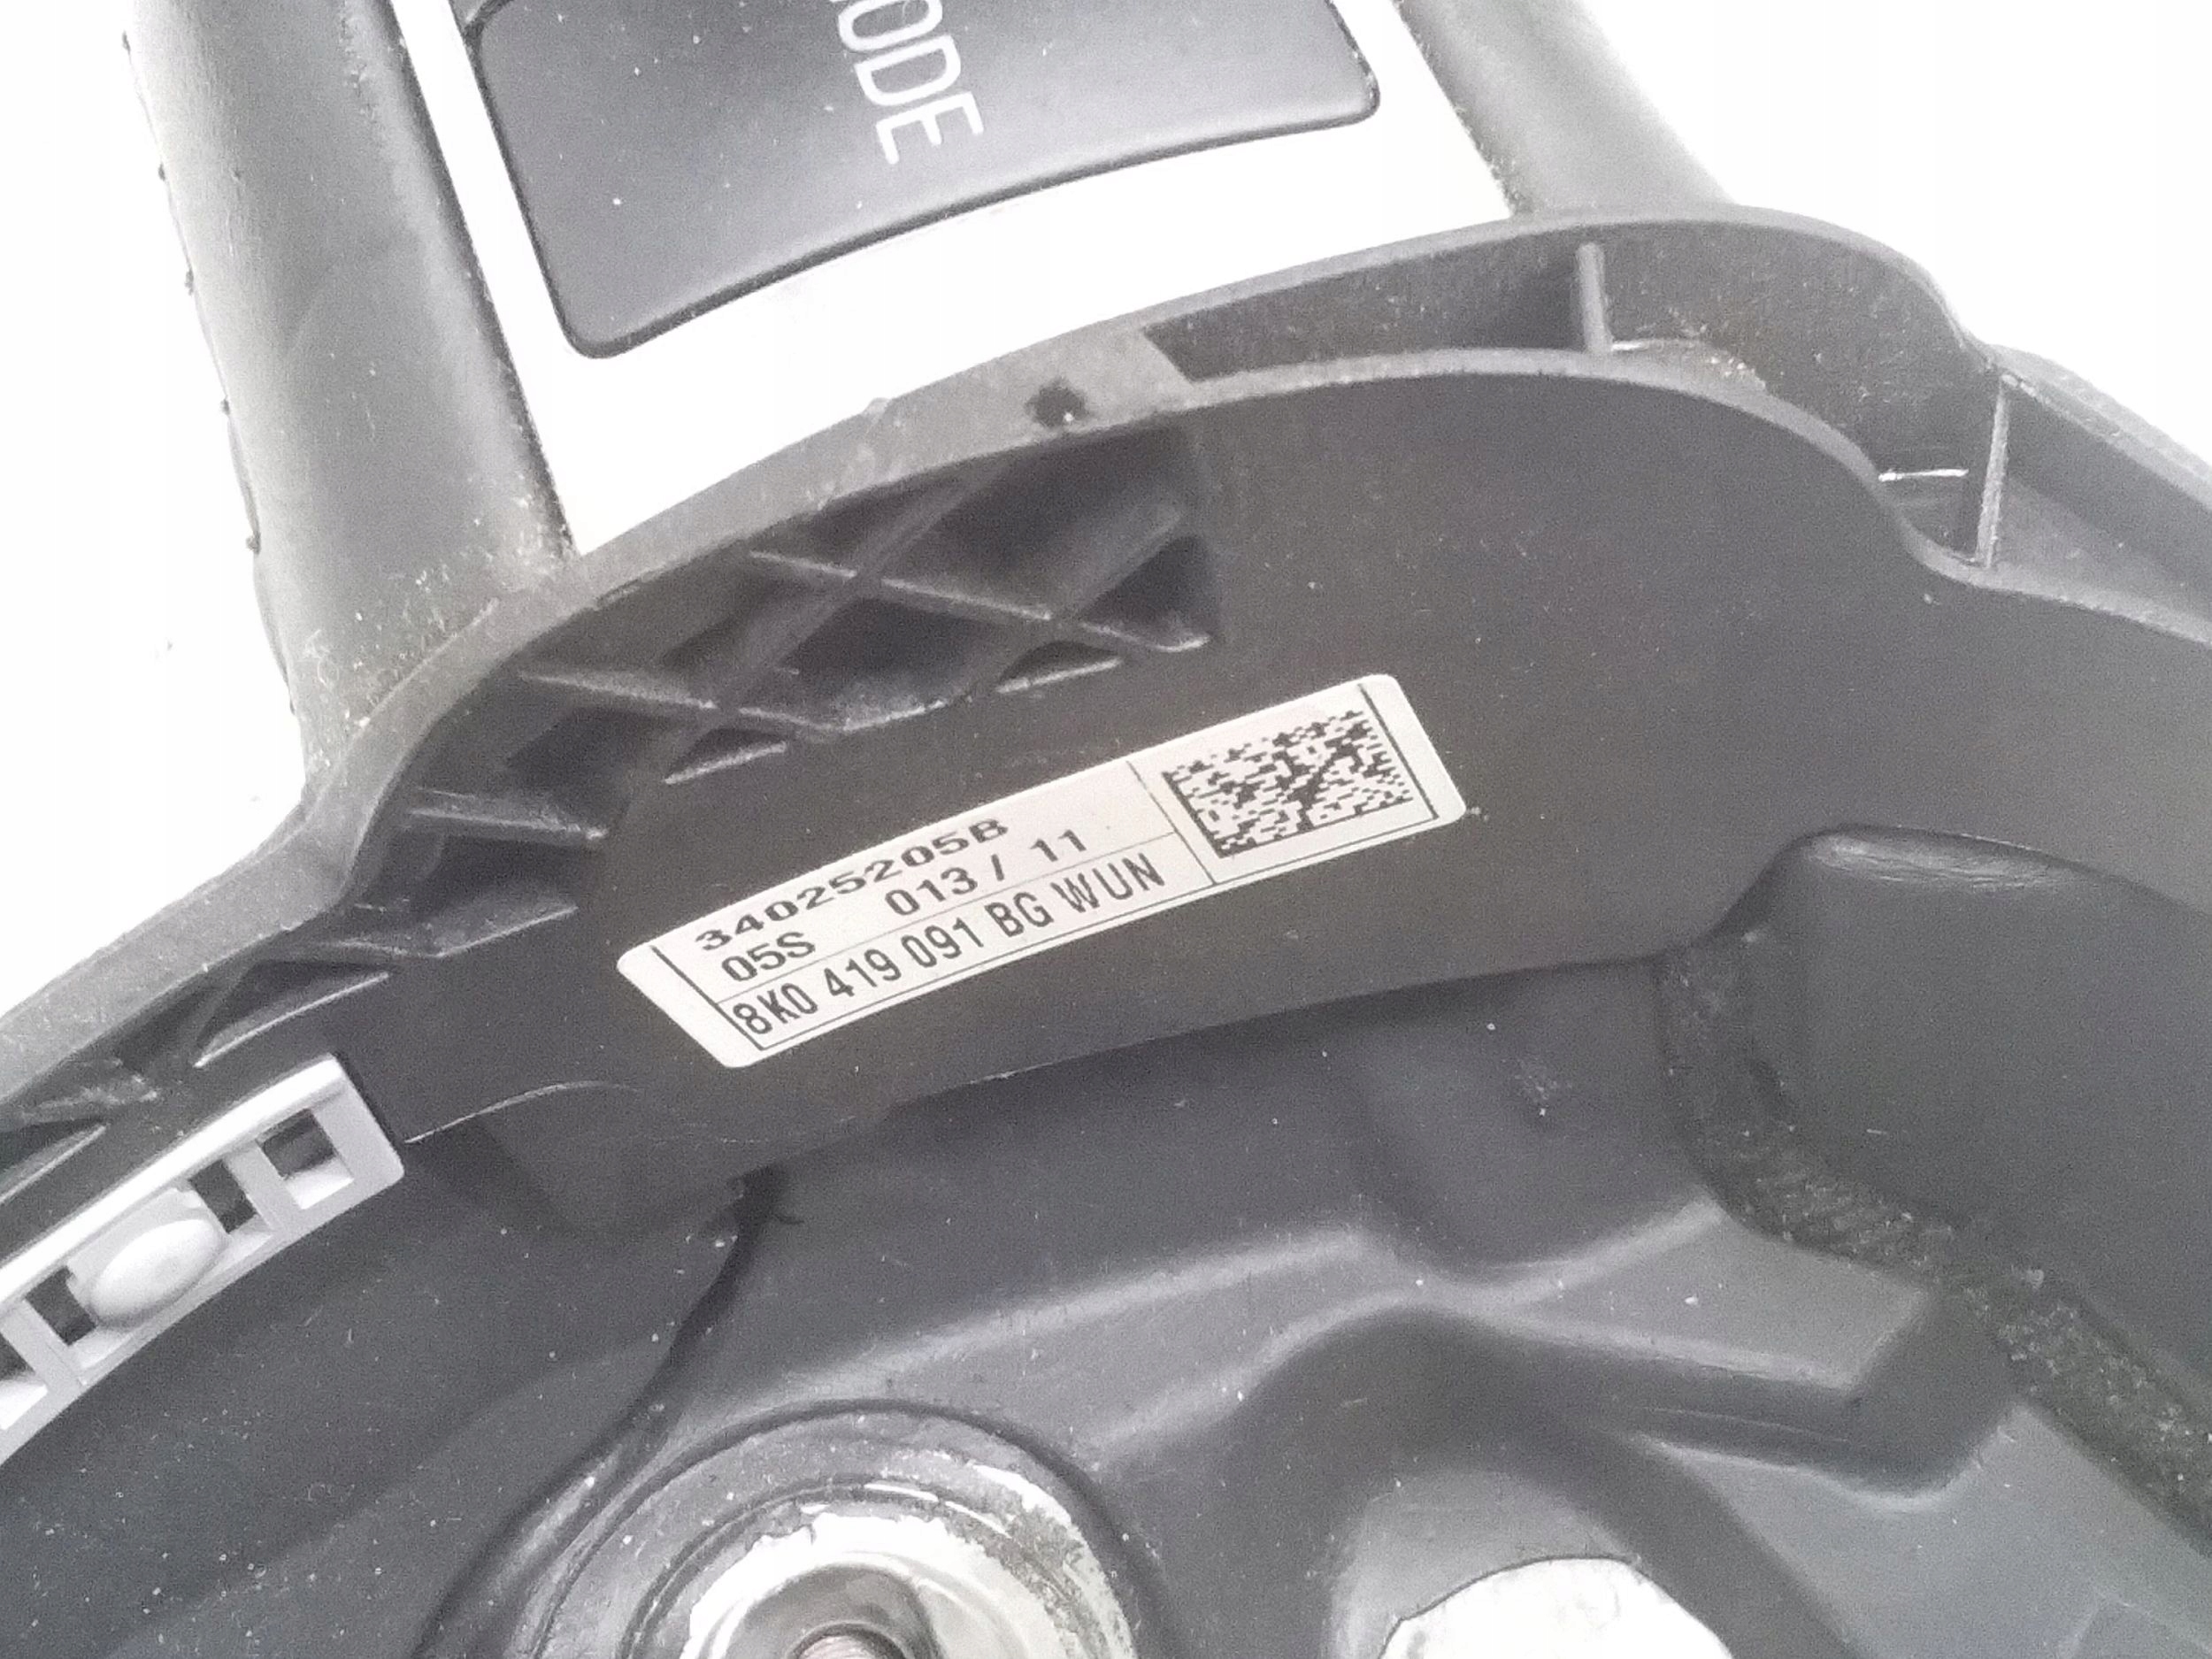 ODE
34025205B
05S 013 / 11
8K0 419 091 BG WUN